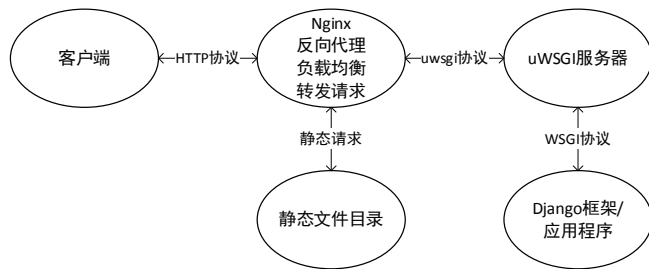 客户端
HTTP协议
Nginx
反向代理
负载均衡
转发请求
uwsgi协议
uWSGI服务器
静态请求
WSGI协议
静态文件目录
Django框架/
应用程序